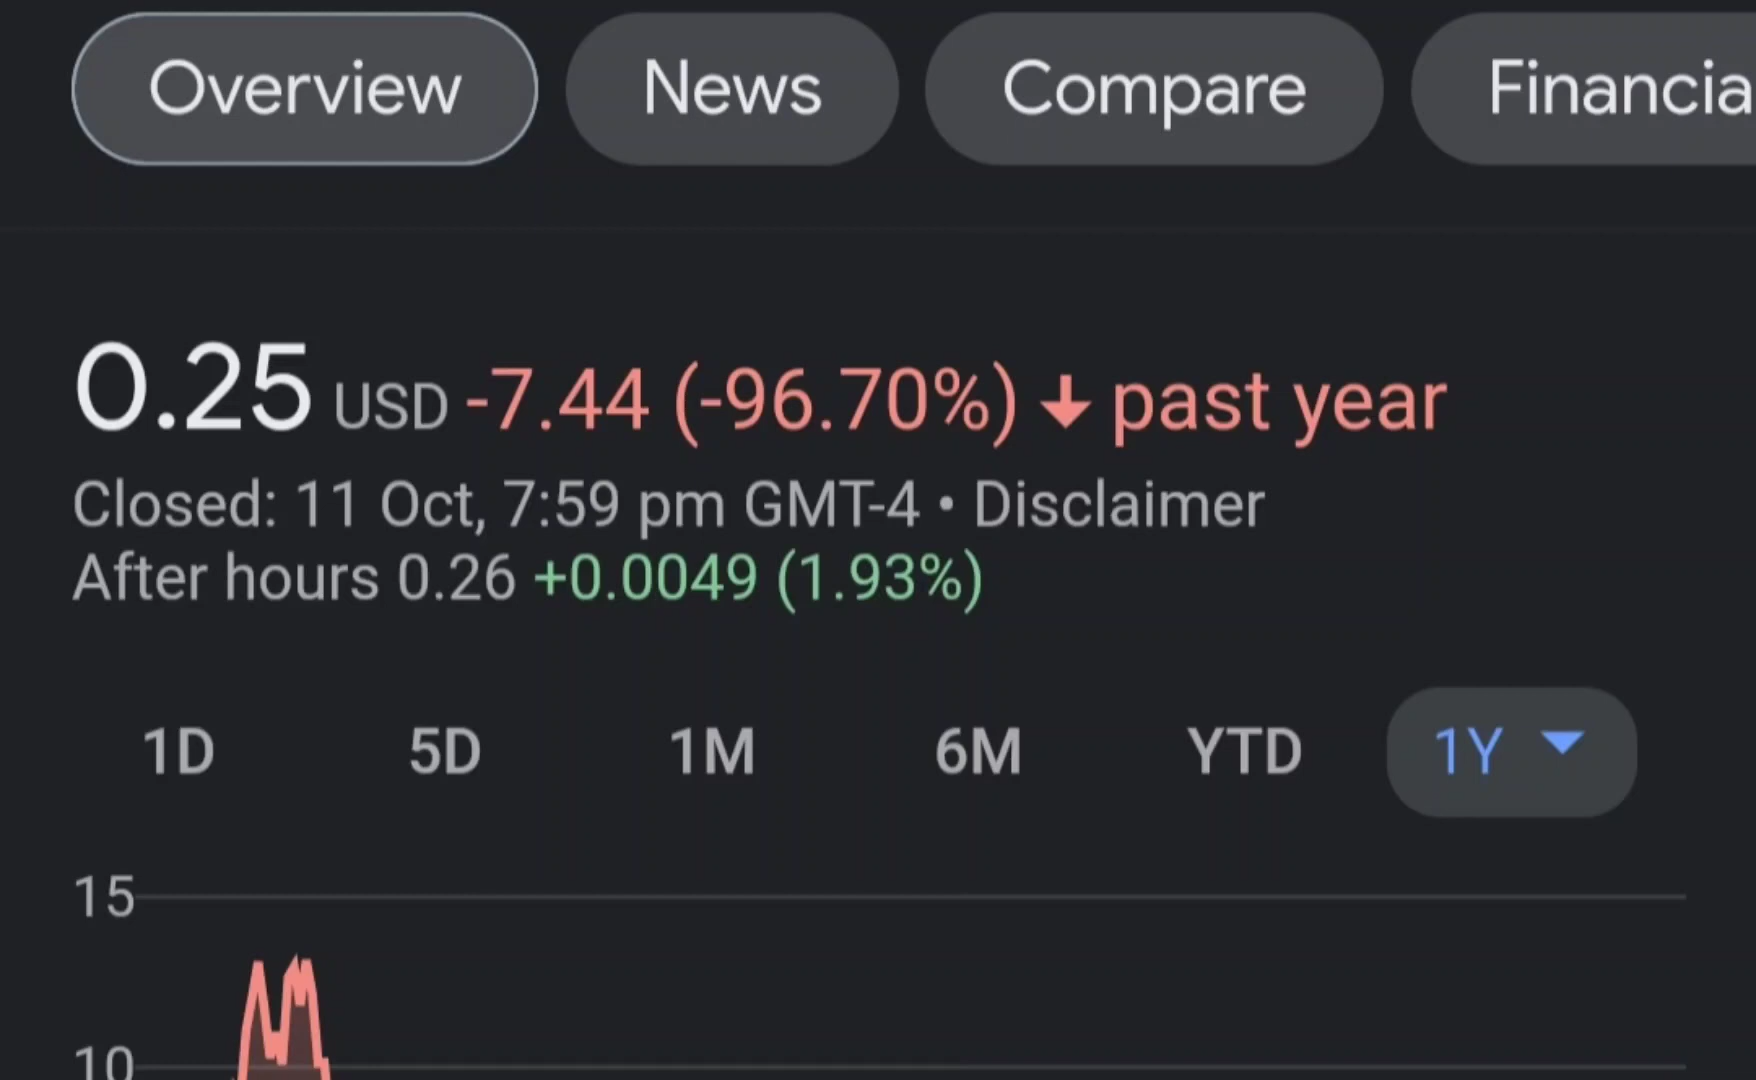 Overview News Compare Financia
0.25 USD -7.44 (-96.70%) ↓ past year
Closed: 11 Oct, 7:59 pm GMT-4 • Disclaimer
After hours 0.26 +0.0049 (1.93%)
1D 5D 1M 6M YTD 1Y
15
10